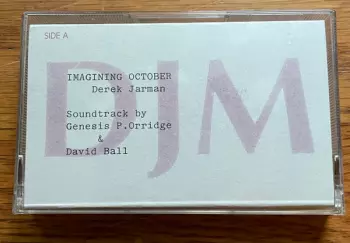 SIDE A
IMAGINING OCTOBER
Derek Jarman
DJM
Soundtrack by
Genesis P.Orridge
&
David Ball